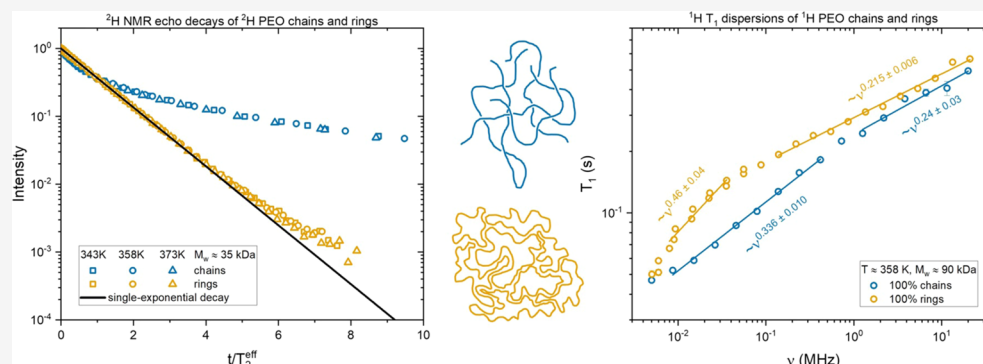 ²H NMR echo decays of ²H PEO chains and rings
Intensity
10⁰
10⁻¹
10⁻²
10⁻³
10⁻⁴
343K 358K 373K Mw ≈ 35 kDa
chains
rings
single-exponential decay
0 2 4 6 8 10
t/T₂ᵉᶠᶠ
¹H T₁ dispersions of ¹H PEO chains and rings
T₁ (s)
10⁻¹
~ν^0.215 ± 0.006
~ν^0.24 ± 0.03
~ν^0.46 ± 0.04
~ν^0.336 ± 0.010
T ≈ 358 K, Mw ≈ 90 kDa
100% chains
100% rings
10⁻² 10⁻¹ 10⁰ 10¹
ν (MHz)